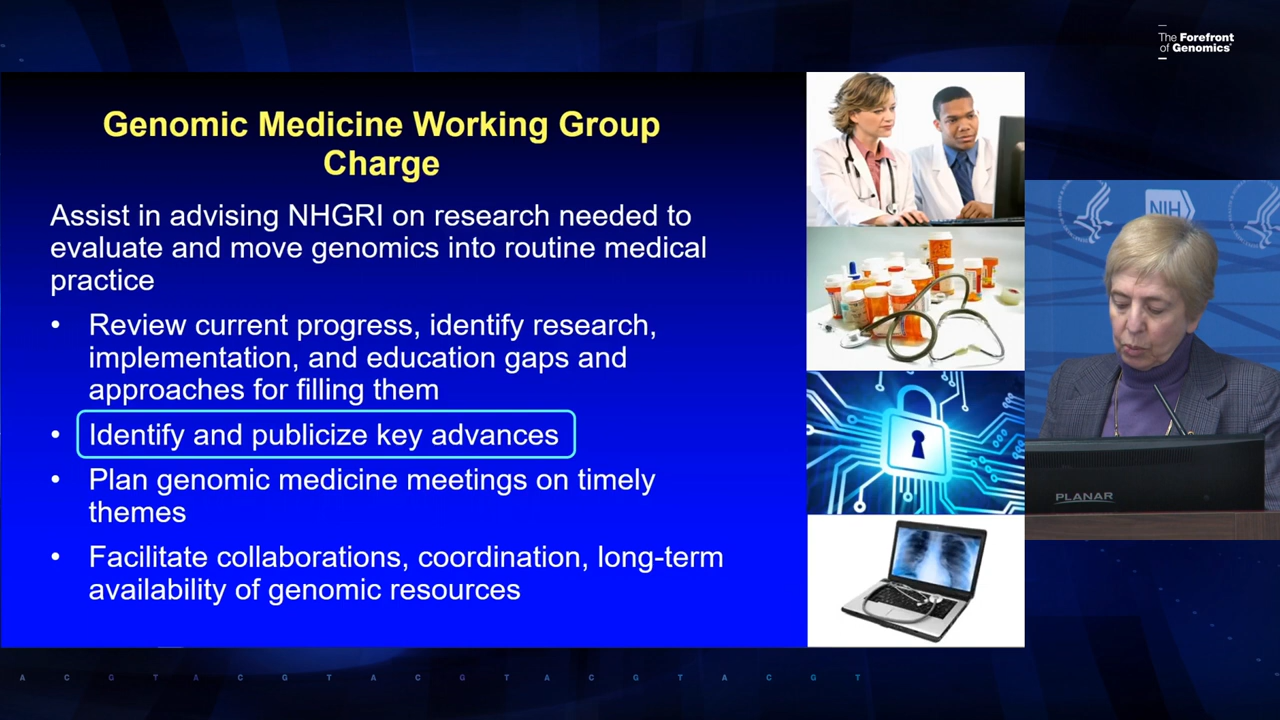 The Forefront
of Genomics®
Genomic Medicine Working Group
Charge
Assist in advising NHGRI on research needed to
evaluate and move genomics into routine medical
practice
• Review current progress, identify research,
implementation, and education gaps and
approaches for filling them
• Identify and publicize key advances
• Plan genomic medicine meetings on timely
themes
• Facilitate collaborations, coordination, long-term
availability of genomic resources
NIH
PLANAR
A C G T A C G T A C G T A C G T A C G T